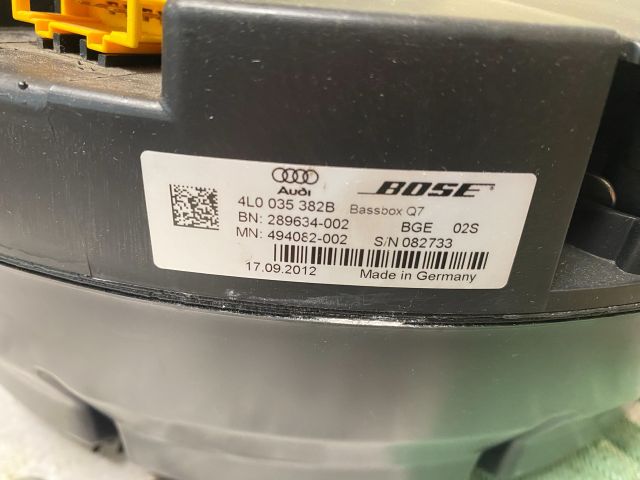 Audi BOSE
4L0 035 382B Bassbox Q7
BN: 289634-002 BGE 02S
MN: 494082-002 S/N 082733
17.09.2012 Made in Germany